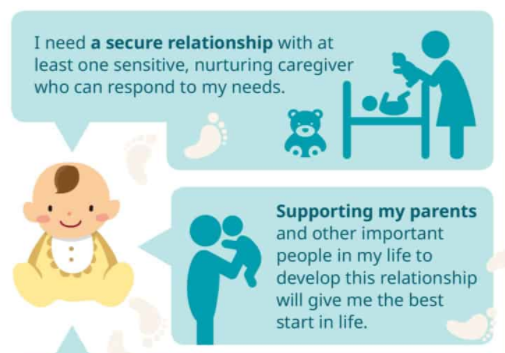 I need a secure relationship with at
least one sensitive, nurturing caregiver
who can respond to my needs.
Supporting my parents
and other important
people in my life to
develop this relationship
will give me the best
start in life.